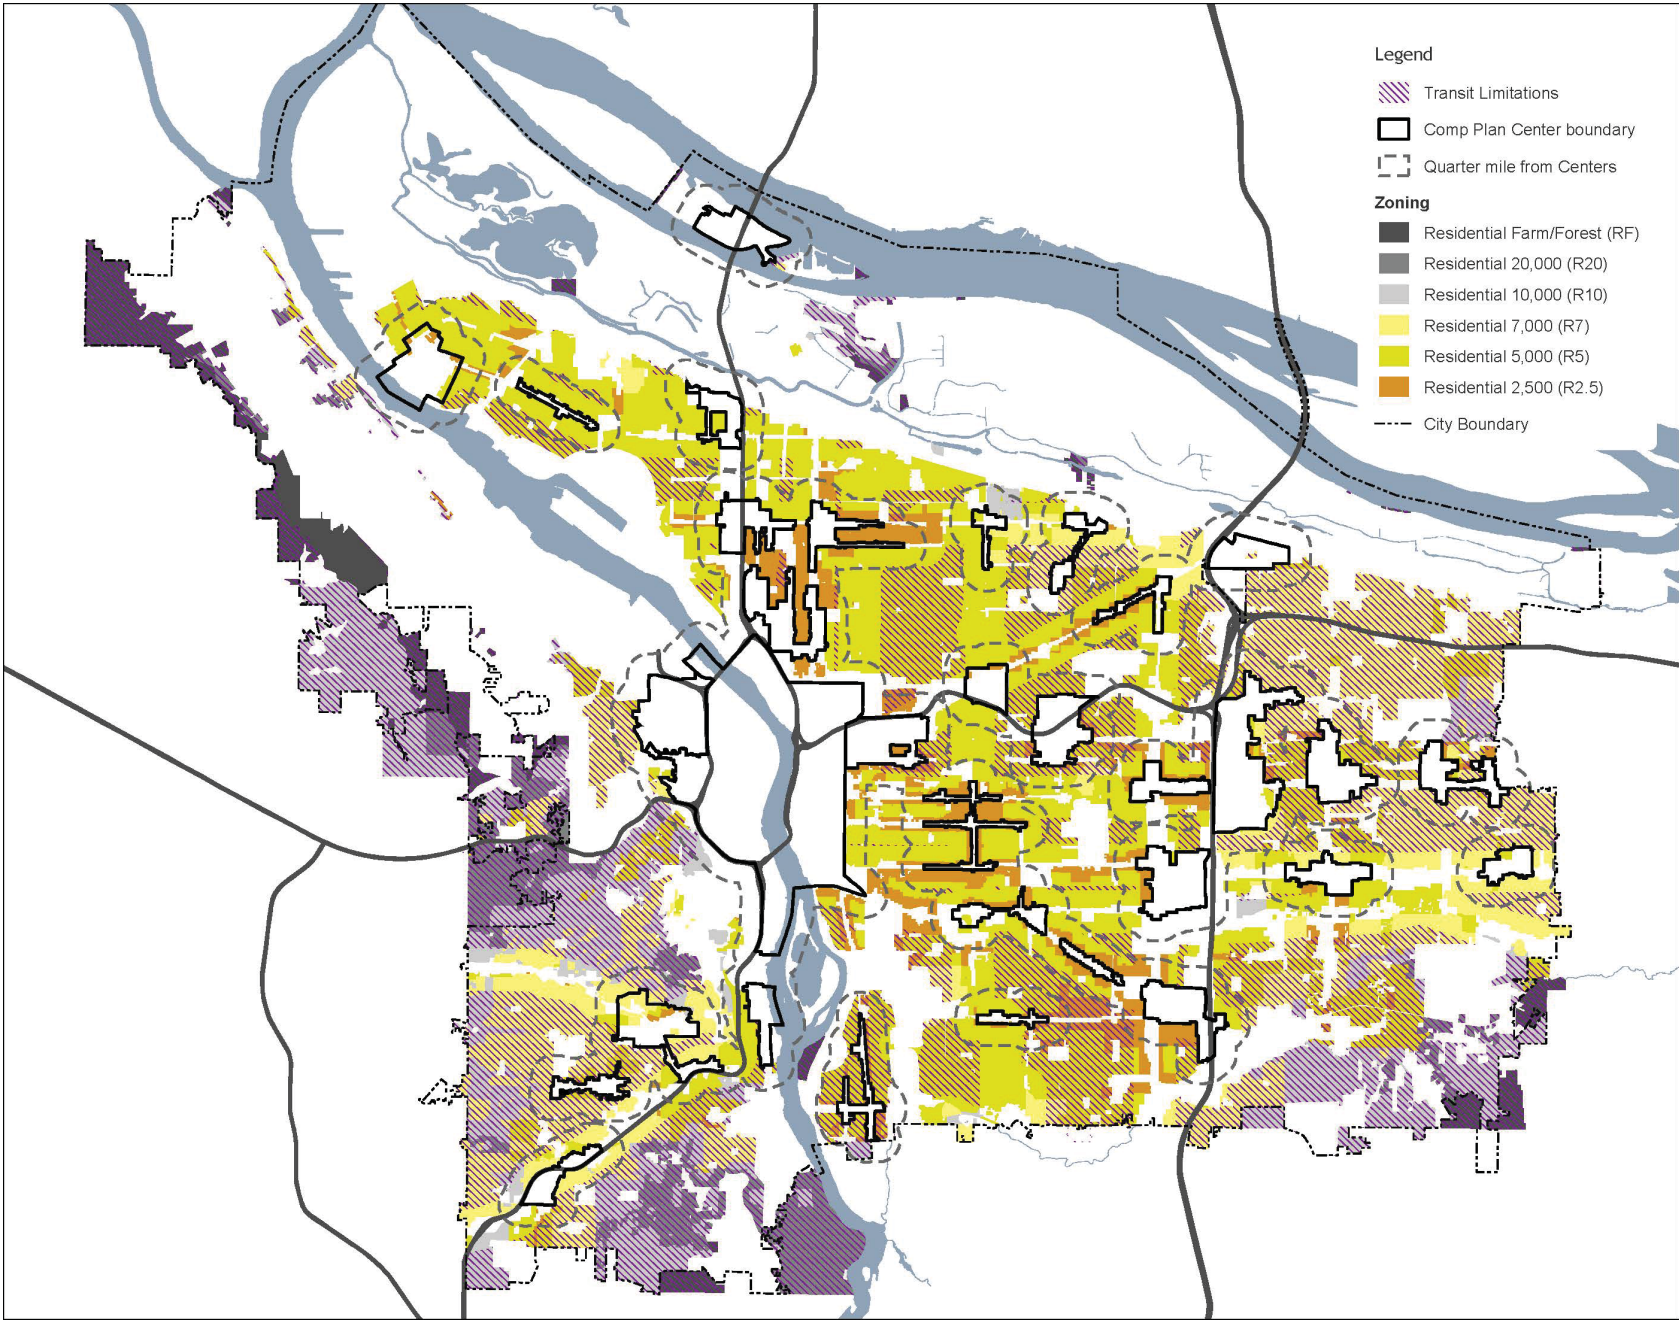 Legend
Transit Limitations
Comp Plan Center boundary
Quarter mile from Centers
Zoning
Residential Farm/Forest (RF)
Residential 20,000 (R20)
Residential 10,000 (R10)
Residential 7,000 (R7)
Residential 5,000 (R5)
Residential 2,500 (R2.5)
City Boundary